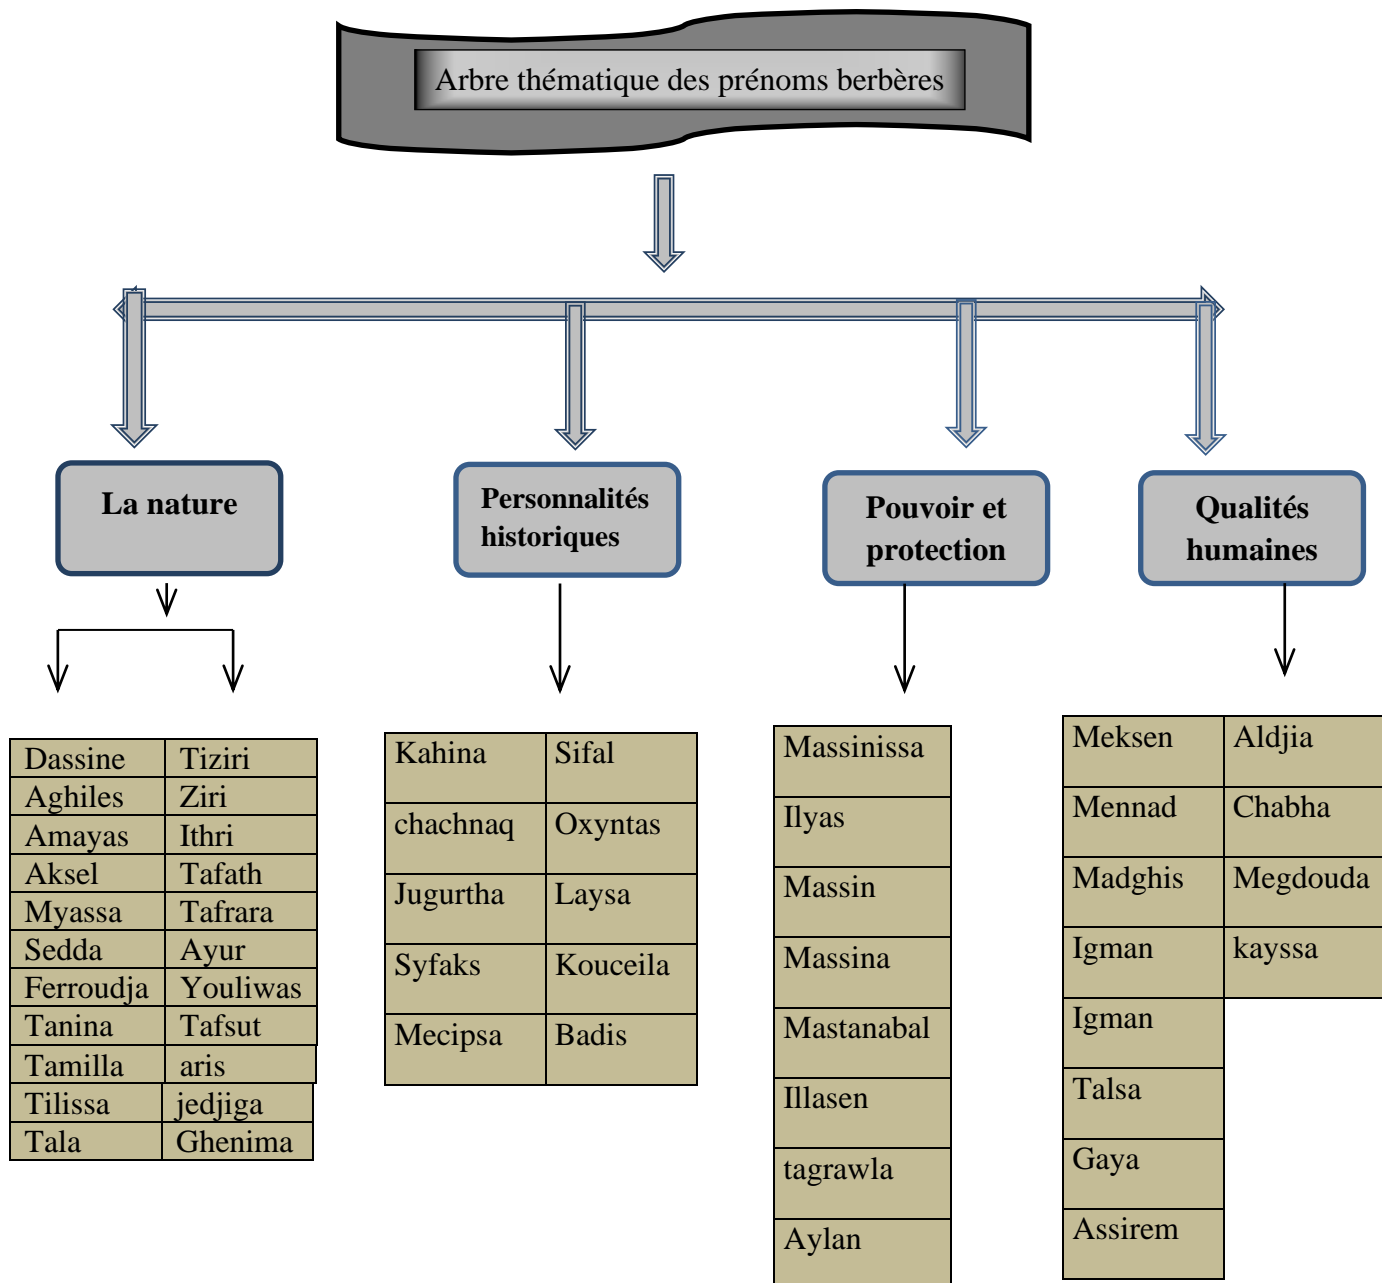 Arbre thématique des prénoms berbères
La nature
Personnalités
historiques
Pouvoir et
protection
Qualités
humaines
Dassine Tiziri
Aghiles Ziri
Amayas Ithri
Aksel Tafath
Myassa Tafrara
Sedda Ayur
Ferroudja Youliwas
Tanina Tafsut
Tamilla aris
Tilissa jedjiga
Tala Ghenima
Kahina Sifal
chachnaq Oxyntas
Jugurtha Laysa
Syfaks Kouceila
Mecipsa Badis
Massinissa
Ilyas
Massin
Massina
Mastanabal
Illasen
tagrawla
Aylan
Meksen Aldjia
Mennad Chabha
Madghis Megdouda
Igman kayssa
Igman
Talsa
Gaya
Assirem